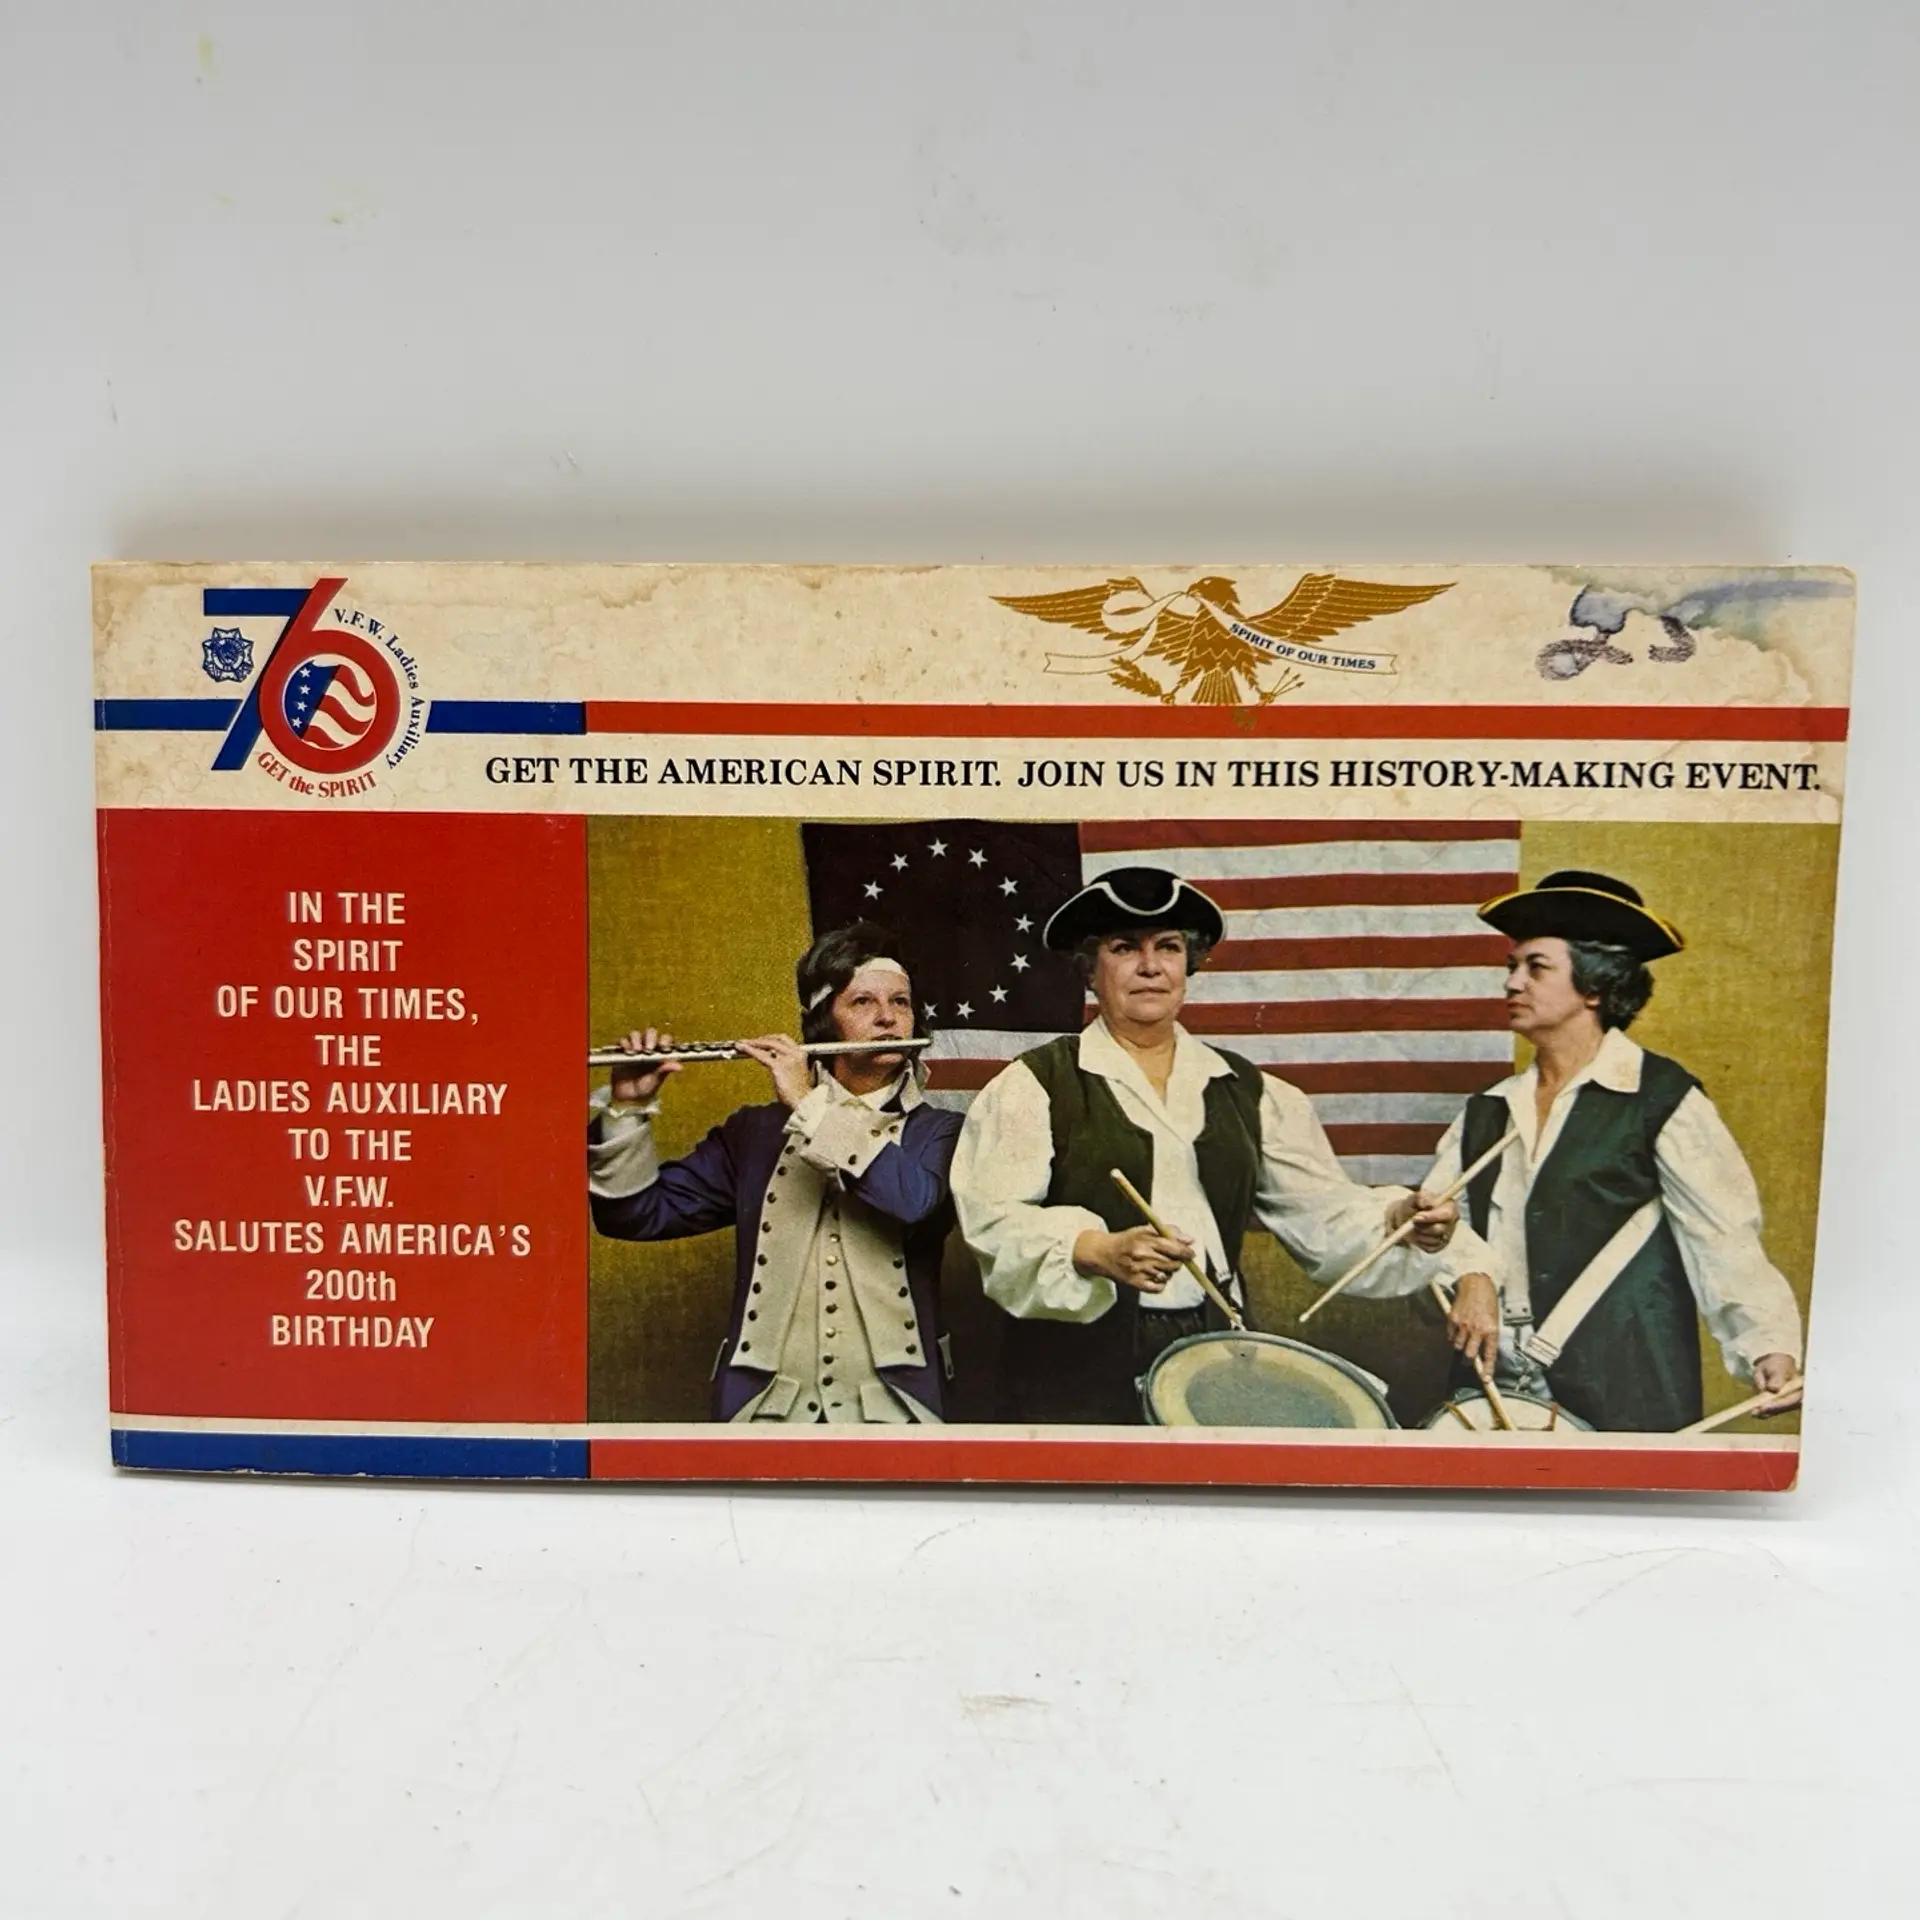 76
V.F.W. Ladies Auxiliary
GET the SPIRIT
SPIRIT OF OUR TIMES
GET THE AMERICAN SPIRIT. JOIN US IN THIS HISTORY-MAKING EVENT.
IN THE
SPIRIT
OF OUR TIMES,
THE
LADIES AUXILIARY
TO THE
V.F.W.
SALUTES AMERICA'S
200th
BIRTHDAY